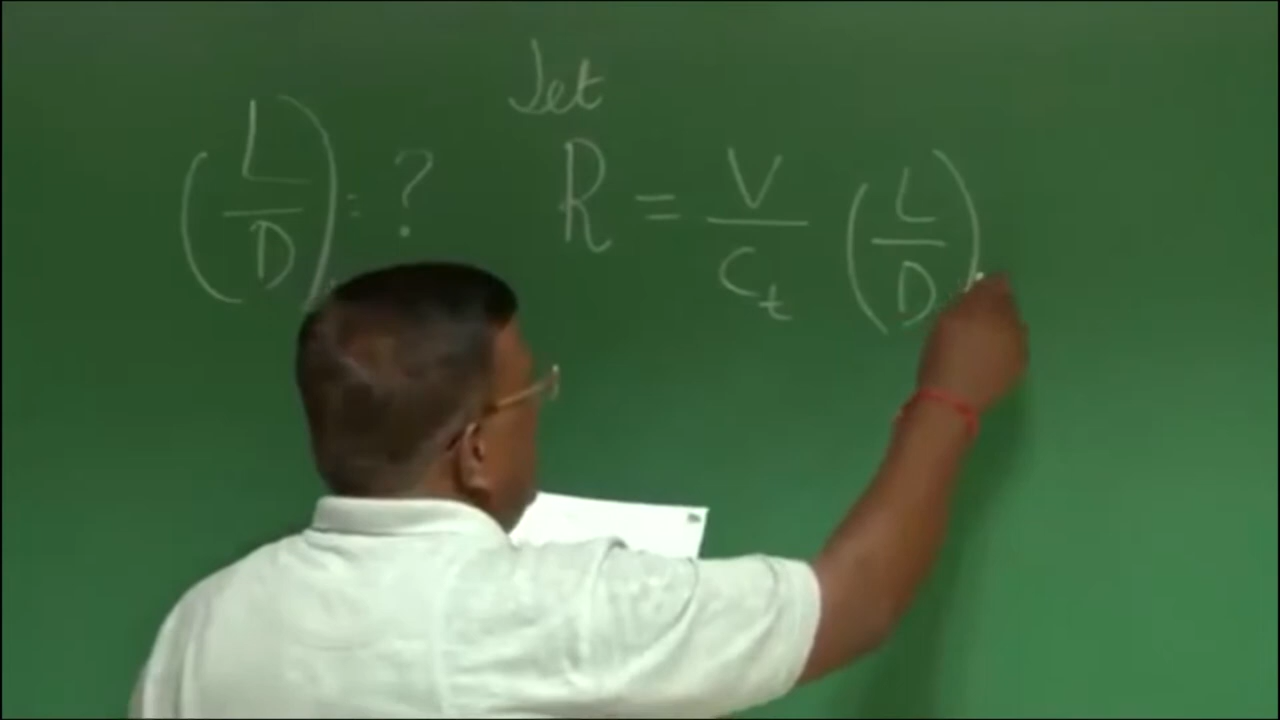 Jet
(L/D) = ? R = V/Ct (L/D)